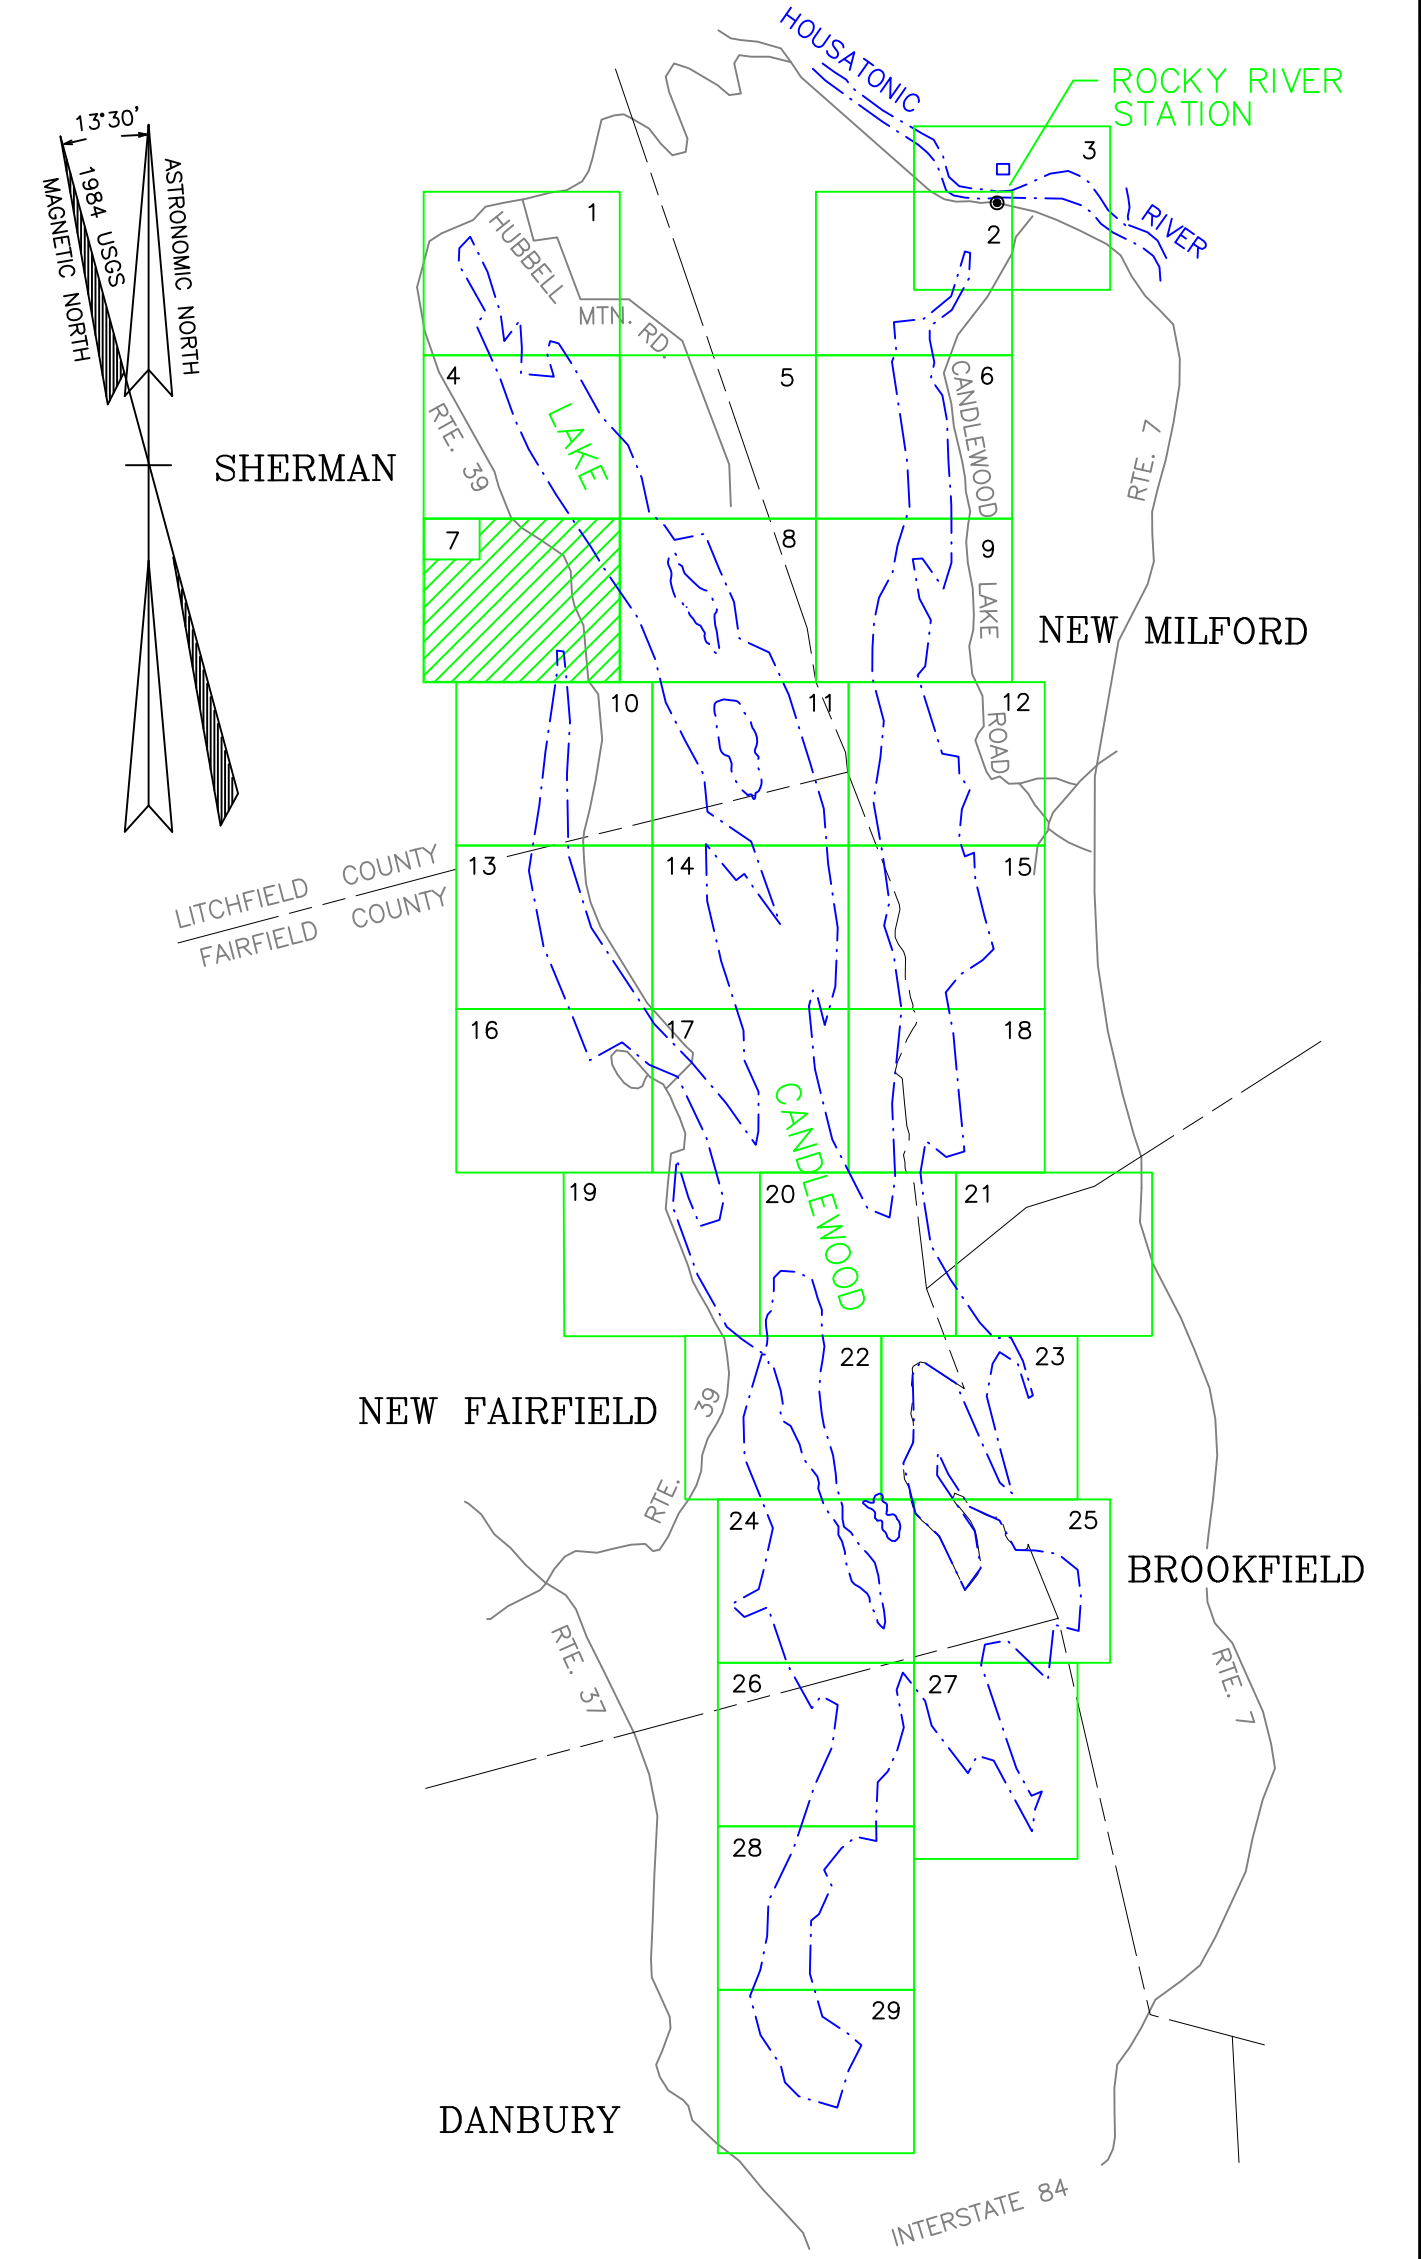 HOUSATONIC
ROCKY RIVER
STATION
13°30'
ASTRONOMIC NORTH
1984 USGS
MAGNETIC NORTH
3
1
2
RIVER
HUBBELL
MTN. RD.
4
5
6
LAKE
RTE. 39
CANDLEWOOD
RTE. 7
SHERMAN
7
8
9
LAKE
NEW MILFORD
10
11
12
ROAD
LITCHFIELD COUNTY
FAIRFIELD COUNTY
13
14
15
16
17
18
CANDLEWOOD
19
20
21
22
23
NEW FAIRFIELD
RTE. 39
24
25
BROOKFIELD
RTE. 37
26
27
RTE. 7
28
29
DANBURY
INTERSTATE 84